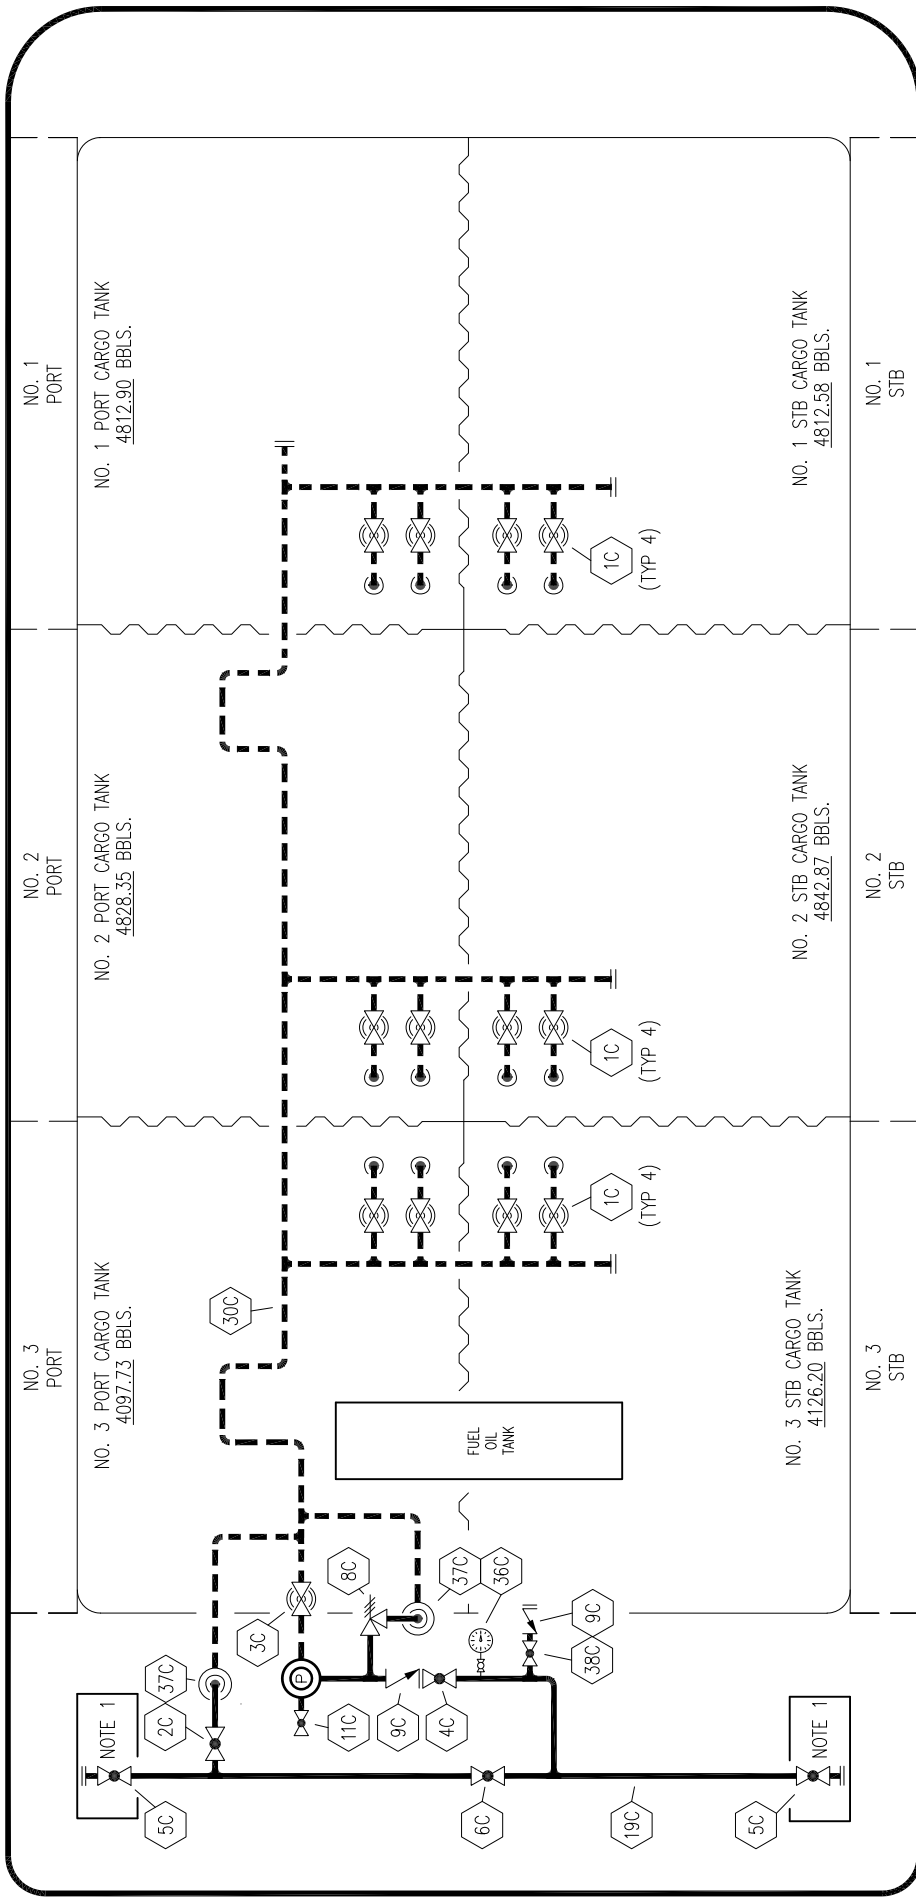 NO. 3
PORT
NO. 2
PORT
NO. 1
PORT
NO. 3 PORT CARGO TANK
4097.73 BBLS.
NO. 2 PORT CARGO TANK
4828.35 BBLS.
NO. 1 PORT CARGO TANK
4812.90 BBLS.
NOTE 1
5C
2C
37C
30C
3C
8C
11C
9C
4C
37C
36C
6C
38C
9C
FUEL
OIL
TANK
1C
(TYP 4)
1C
(TYP 4)
1C
(TYP 4)
19C
5C
NOTE 1
NO. 3 STB CARGO TANK
4126.20 BBLS.
NO. 2 STB CARGO TANK
4842.87 BBLS.
NO. 1 STB CARGO TANK
4812.58 BBLS.
NO. 3
STB
NO. 2
STB
NO. 1
STB
P